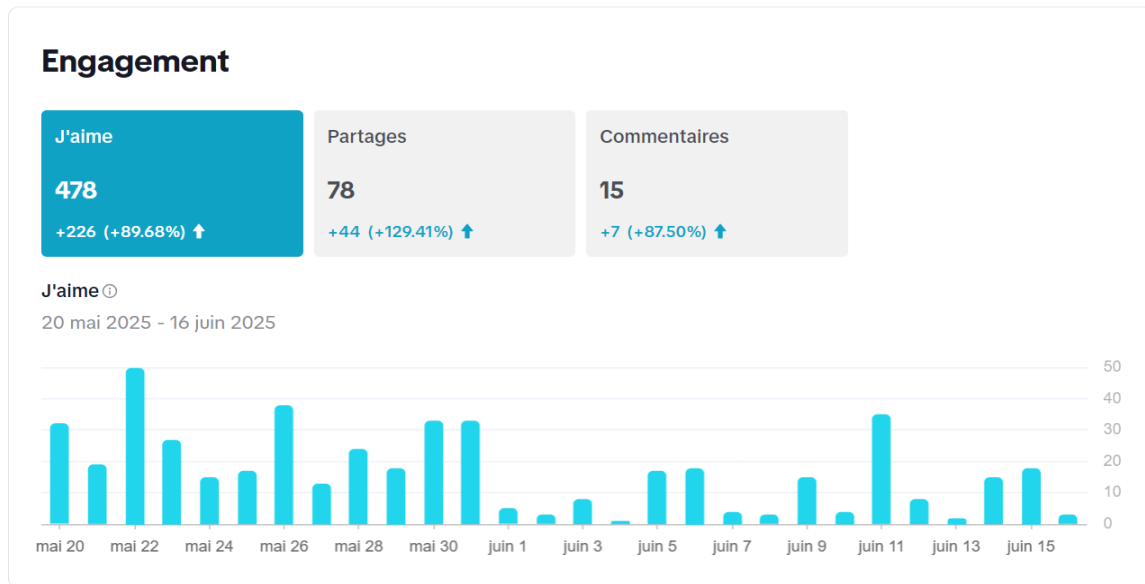 Engagement
J'aime
478
+226 (+89.68%)
Partages
78
+44 (+129.41%)
Commentaires
15
+7 (+87.50%)
J'aime
20 mai 2025 - 16 juin 2025
50
40
30
20
10
0
mai 20 mai 22 mai 24 mai 26 mai 28 mai 30 juin 1 juin 3 juin 5 juin 7 juin 9 juin 11 juin 13 juin 15